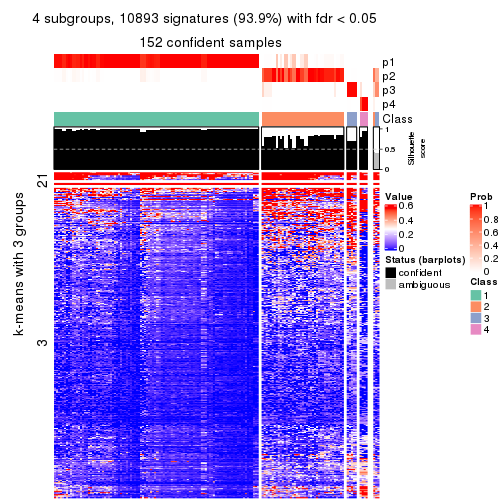 4 subgroups, 10893 signatures (93.9%) with fdr < 0.05
152 confident samples
p1
p2
p3
p4
Class
1
0.5
0
Silhouette
score
k-means with 3 groups
2
1
3
Value
0.6
0.4
0.2
0
Status (barplots)
confident
ambiguous
Prob
1
0.8
0.6
0.4
0.2
0
Class
1
2
3
4